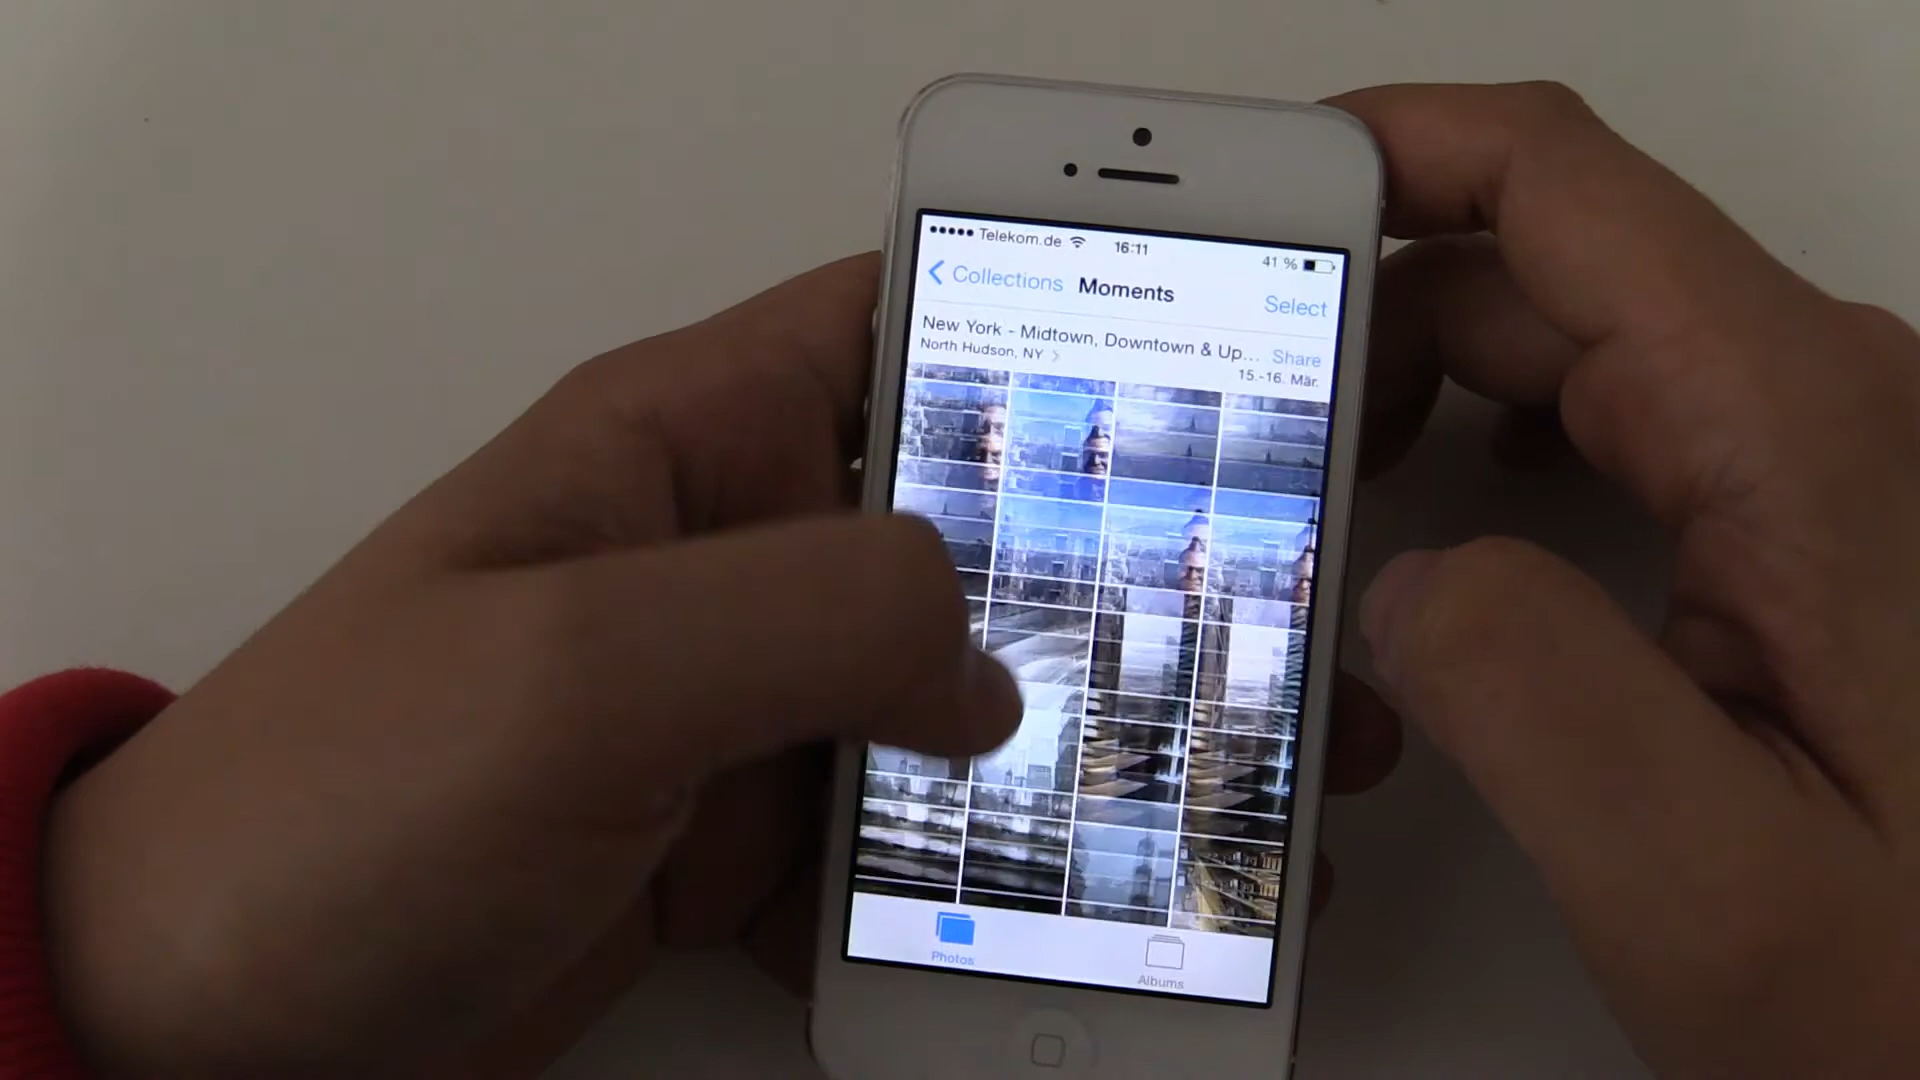 Telekom.de 16:11 41 %
Collections Moments Select
New York - Midtown, Downtown & Up... Share
North Hudson, NY 15.-16. Mär.
Photos Albums